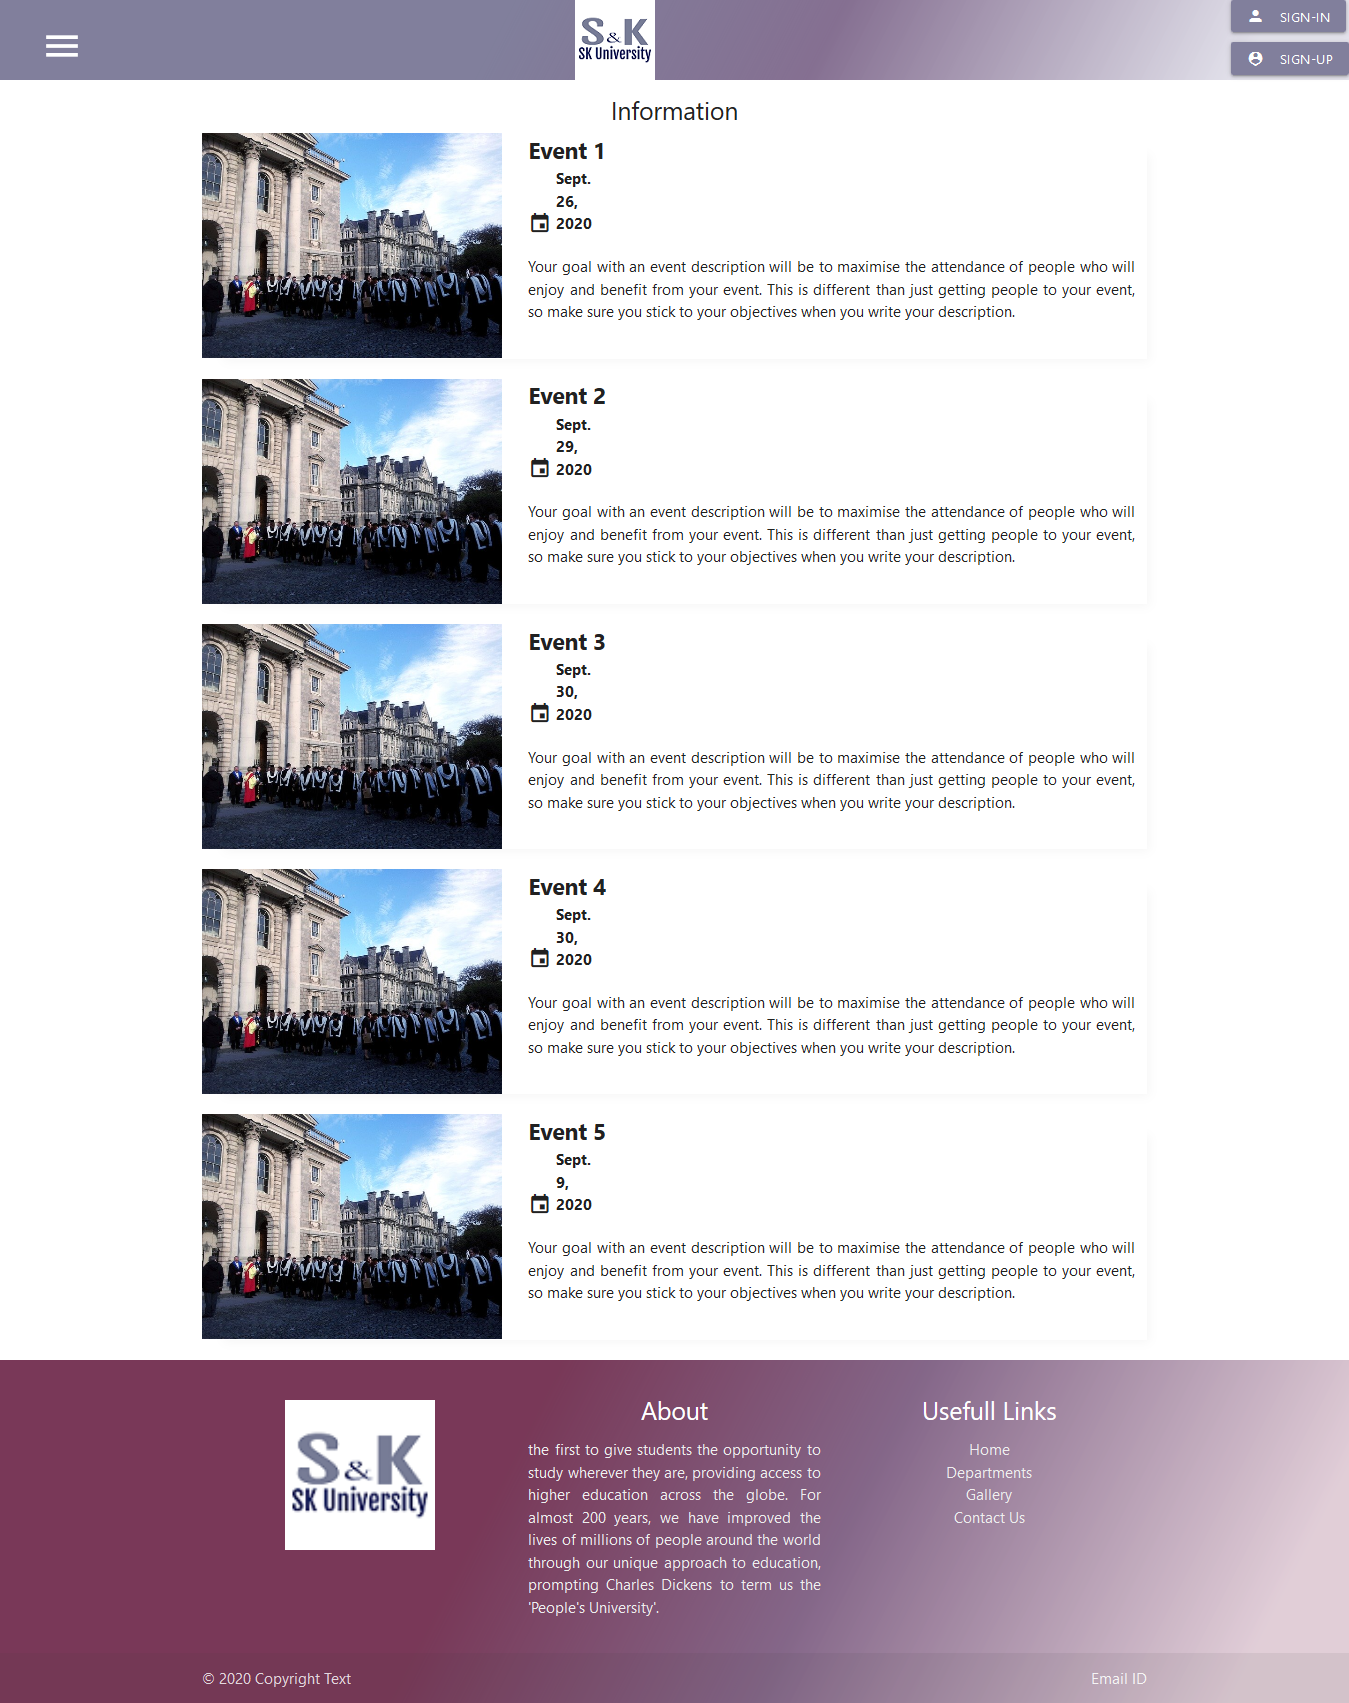 S&K
SK University
SIGN-IN
SIGN-UP
Information
Event 1
Sept.
26,
2020
Your goal with an event description will be to maximise the attendance of people who will
enjoy and benefit from your event. This is different than just getting people to your event,
so make sure you stick to your objectives when you write your description.
Event 2
Sept.
29,
2020
Your goal with an event description will be to maximise the attendance of people who will
enjoy and benefit from your event. This is different than just getting people to your event,
so make sure you stick to your objectives when you write your description.
Event 3
Sept.
30,
2020
Your goal with an event description will be to maximise the attendance of people who will
enjoy and benefit from your event. This is different than just getting people to your event,
so make sure you stick to your objectives when you write your description.
Event 4
Sept.
30,
2020
Your goal with an event description will be to maximise the attendance of people who will
enjoy and benefit from your event. This is different than just getting people to your event,
so make sure you stick to your objectives when you write your description.
Event 5
Sept.
9,
2020
Your goal with an event description will be to maximise the attendance of people who will
enjoy and benefit from your event. This is different than just getting people to your event,
so make sure you stick to your objectives when you write your description.
S&K
SK University
About
the first to give students the opportunity to
study wherever they are, providing access to
higher education across the globe. For
almost 200 years, we have improved the
lives of millions of people around the world
through our unique approach to education,
prompting Charles Dickens to term us the
'People's University'.
Usefull Links
Home
Departments
Gallery
Contact Us
© 2020 Copyright Text
Email ID